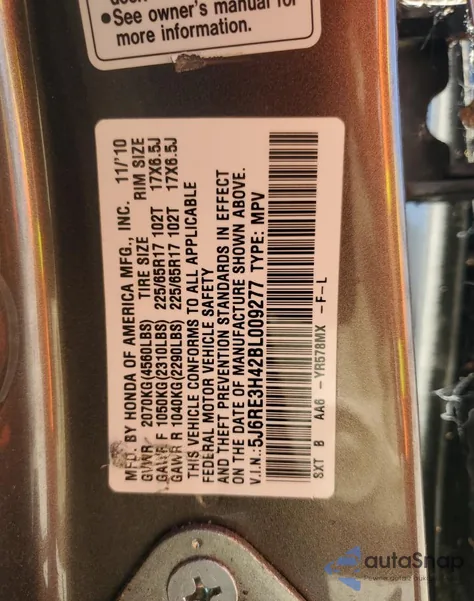 ●See owner's manual for
more information.
MFD. BY HONDA OF AMERICA MFG., INC. 11/'10
GVWR 2070KG(4560LBS) TIRE SIZE RIM SIZE
GAWR F 1050KG(2310LBS) 225/65R17 102T 17X6.5J
GAWR R 1040KG(2290LBS) 225/65R17 102T 17X6.5J
THIS VEHICLE CONFORMS TO ALL APPLICABLE
FEDERAL MOTOR VEHICLE SAFETY
AND THEFT PREVENTION STANDARDS IN EFFECT
ON THE DATE OF MANUFACTURE SHOWN ABOVE.
V.I.N.:5J6RE3H42BL009277 TYPE: MPV
SXT B AA6 -YR578MX -F-L
autaSnap